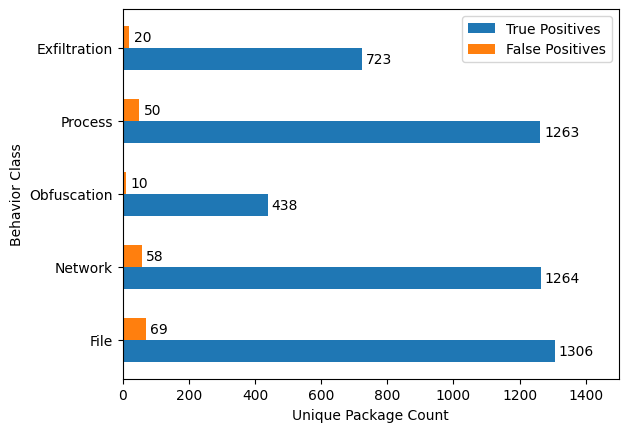 True Positives
False Positives
Exfiltration
20
723
Process
50
1263
Obfuscation
10
438
Network
58
1264
File
69
1306
Behavior Class
0 200 400 600 800 1000 1200 1400
Unique Package Count